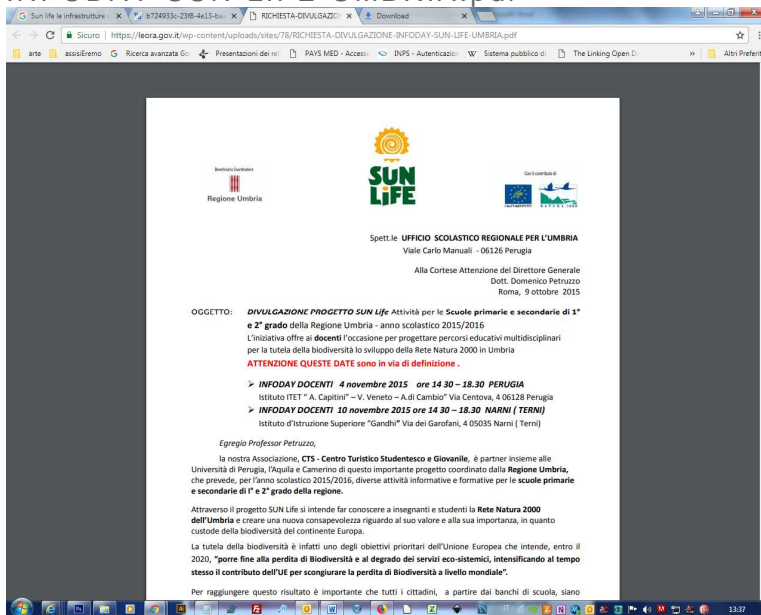 Sun life le infrastrutture
b724933c-23f8-4e13-ba
RICHIESTA-DIVULGAZIO
Download
Sicuro
https://leora.gov.it/wp-content/uploads/sites/78/RICHIESTA-DIVULGAZIONE-INFODAY-SUN-LIFE-UMBRIA.pdf
arte
assisiEremo
Ricerca avanzata Go
Presentazioni dei rel
PAYS MED - Access
INPS - Autenticazion
Sistema pubblico di
The Linking Open D
»
Altri Preferit
Beneficiario Coordinatore
Regione Umbria
SUN
LIFE
Con il contributo di
NATURA 2000
Spett.le UFFICIO SCOLASTICO REGIONALE PER L'UMBRIA
Viale Carlo Manuali - 06126 Perugia
Alla Cortese Attenzione del Direttore Generale
Dott. Domenico Petruzzo
Roma, 9 ottobre 2015
OGGETTO: DIVULGAZIONE PROGETTO SUN Life Attività per le Scuole primarie e secondarie di 1°
e 2° grado della Regione Umbria - anno scolastico 2015/2016
L'iniziativa offre ai docenti l'occasione per progettare percorsi educativi multidisciplinari
per la tutela della biodiversità lo sviluppo della Rete Natura 2000 in Umbria
ATTENZIONE QUESTE DATE sono in via di definizione .
➢ INFODAY DOCENTI 4 novembre 2015 ore 14 30 – 18.30 PERUGIA
Istituto ITET " A. Capitini" – V. Veneto – A.di Cambio" Via Centova, 4 06128 Perugia
➢ INFODAY DOCENTI 10 novembre 2015 ore 14 30 – 18.30 NARNI ( TERNI)
Istituto d'Istruzione Superiore "Gandhi" Via dei Garofani, 4 05035 Narni ( Terni)
Egregio Professor Petruzzo,
la nostra Associazione, CTS - Centro Turistico Studentesco e Giovanile, è partner insieme alle
Università di Perugia, l'Aquila e Camerino di questo importante progetto coordinato dalla Regione Umbria,
che prevede, per l'anno scolastico 2015/2016, diverse attività informative e formative per le scuole primarie
e secondarie di I° e 2° grado della regione.
Attraverso il progetto SUN Life si intende far conoscere a insegnanti e studenti la Rete Natura 2000
dell'Umbria e creare una nuova consapevolezza riguardo al suo valore e alla sua importanza, in quanto
custode della biodiversità del continente Europa.
La tutela della biodiversità è infatti uno degli obiettivi prioritari dell'Unione Europea che intende, entro il
2020, "porre fine alla perdita di Biodiversità e al degrado dei servizi eco-sistemici, intensificando al tempo
stesso il contributo dell'UE per scongiurare la perdita di Biodiversità a livello mondiale".
Per raggiungere questo risultato è importante che tutti i cittadini, a partire dai banchi di scuola, siano
IT
13:37